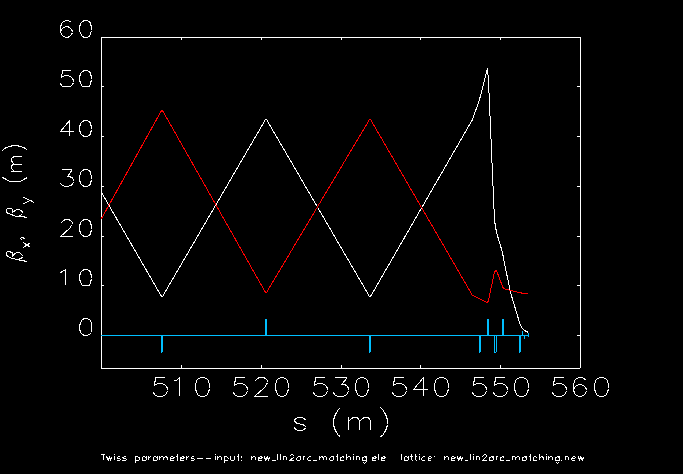 60
50
40
30
20
10
0
βx, βy (m)
510 520 530 540 550 560
s (m)
Twiss parameters--input: new_lin2arc_matching.ele lattice: new_lin2arc_matching.new